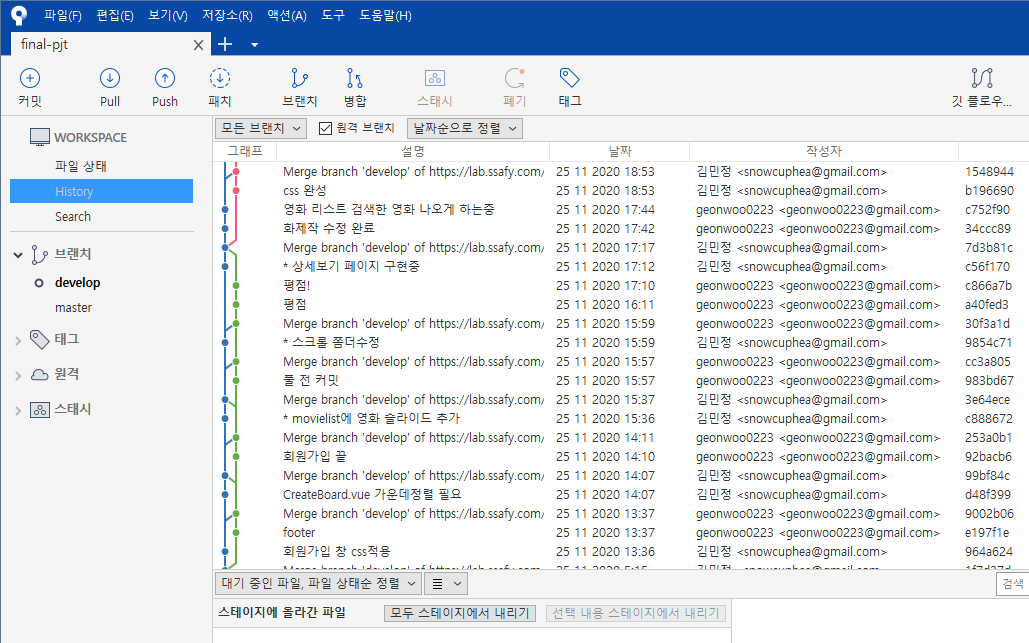 파일(F) 편집(E) 보기(V) 저장소(R) 액션(A) 도구 도움말(H)
final-pjt
커밋 Pull Push 패치 브랜치 병합 스태시 폐기 태그 깃 플로우...
WORKSPACE
파일 상태
History
Search
브랜치
develop
master
태그
원격
스태시
모든 브랜치 원격 브랜치 날짜순으로 정렬
그래프 설명 날짜 작성자
Merge branch 'develop' of https://lab.ssafy.com/ 25 11 2020 18:53 김민정 <snowcuphea@gmail.com> 1548944
css 완성 25 11 2020 18:53 김민정 <snowcuphea@gmail.com> b196690
영화 리스트 검색한 영화 나오게 하는중 25 11 2020 17:44 geonwoo0223 <geonwoo0223@gmail.com> c752f90
화제작 수정 완료 25 11 2020 17:42 geonwoo0223 <geonwoo0223@gmail.com> 34ccc89
Merge branch 'develop' of https://lab.ssafy.com/ 25 11 2020 17:17 김민정 <snowcuphea@gmail.com> 7d3b81c
* 상세보기 페이지 구현중 25 11 2020 17:12 김민정 <snowcuphea@gmail.com> c56f170
평점! 25 11 2020 17:10 geonwoo0223 <geonwoo0223@gmail.com> c866a7b
평점 25 11 2020 16:11 geonwoo0223 <geonwoo0223@gmail.com> a40fed3
Merge branch 'develop' of https://lab.ssafy.com/ 25 11 2020 15:59 geonwoo0223 <geonwoo0223@gmail.com> 30f3a1d
* 스크롤 쫌더수정 25 11 2020 15:59 김민정 <snowcuphea@gmail.com> 9854c71
Merge branch 'develop' of https://lab.ssafy.com/ 25 11 2020 15:57 geonwoo0223 <geonwoo0223@gmail.com> cc3a805
풀 전 커밋 25 11 2020 15:57 geonwoo0223 <geonwoo0223@gmail.com> 983bd67
Merge branch 'develop' of https://lab.ssafy.com/ 25 11 2020 15:37 김민정 <snowcuphea@gmail.com> 3e64ece
* movielist에 영화 슬라이드 추가 25 11 2020 15:36 김민정 <snowcuphea@gmail.com> c888672
Merge branch 'develop' of https://lab.ssafy.com/ 25 11 2020 14:11 geonwoo0223 <geonwoo0223@gmail.com> 253a0b1
회원가입 끝 25 11 2020 14:10 geonwoo0223 <geonwoo0223@gmail.com> 92bacb6
Merge branch 'develop' of https://lab.ssafy.com/ 25 11 2020 14:07 김민정 <snowcuphea@gmail.com> 99bf84c
CreateBoard.vue 가운데정렬 필요 25 11 2020 14:07 김민정 <snowcuphea@gmail.com> d48f399
Merge branch 'develop' of https://lab.ssafy.com/ 25 11 2020 13:37 geonwoo0223 <geonwoo0223@gmail.com> 9002b06
footer 25 11 2020 13:37 geonwoo0223 <geonwoo0223@gmail.com> e197f1e
회원가입 창 css적용 25 11 2020 13:36 김민정 <snowcuphea@gmail.com> 964a624
대기 중인 파일, 파일 상태순 정렬 검색
스테이지에 올라간 파일 모두 스테이지에서 내리기 선택 내용 스테이지에서 내리기